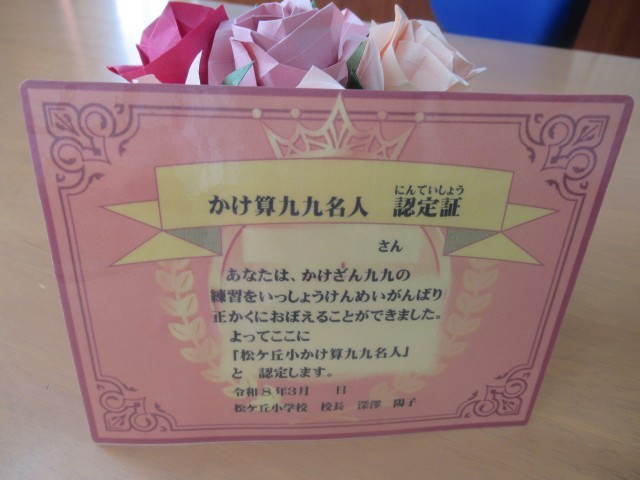 にんていしょう
かけ算九九名人 認定証
さん
あなたは、かけざん九九の
練習をいっしょうけんめいがんばり
正かくにおぼえることができました。
よってここに
「松ケ丘小かけ算九九名人」
と 認定します。
令和8年3月 日
松ケ丘小学校 校長 深澤 陽子